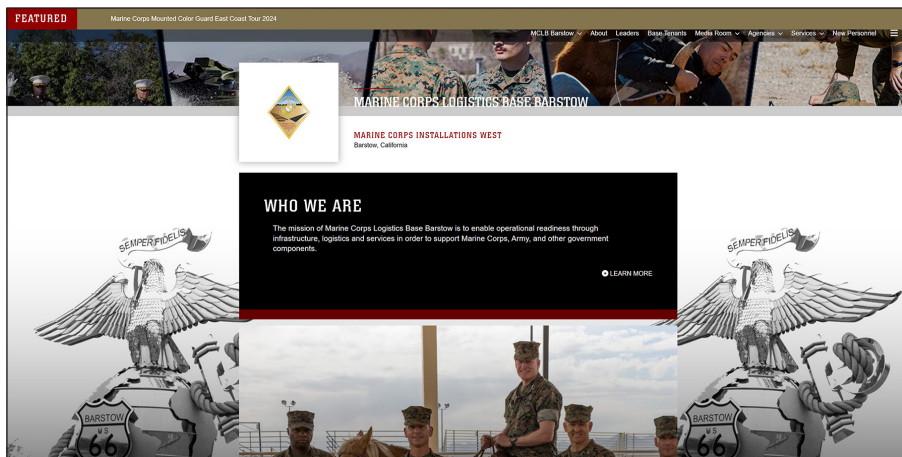 FEATURED
Marine Corps Mounted Color Guard East Coast Tour 2024
MCLB Barstow About Leaders Base Tenants Media Room Agencies Services New Personnel
MARINE CORPS LOGISTICS BASE BARSTOW
MARINE CORPS INSTALLATIONS WEST
Barstow, California
WHO WE ARE
The mission of Marine Corps Logistics Base Barstow is to enable operational readiness through
infrastructure, logistics and services in order to support Marine Corps, Army, and other government
components.
LEARN MORE
SEMPER FIDELIS
SEMPER FIDELIS
BARSTOW
US
66
BARSTOW
US
66